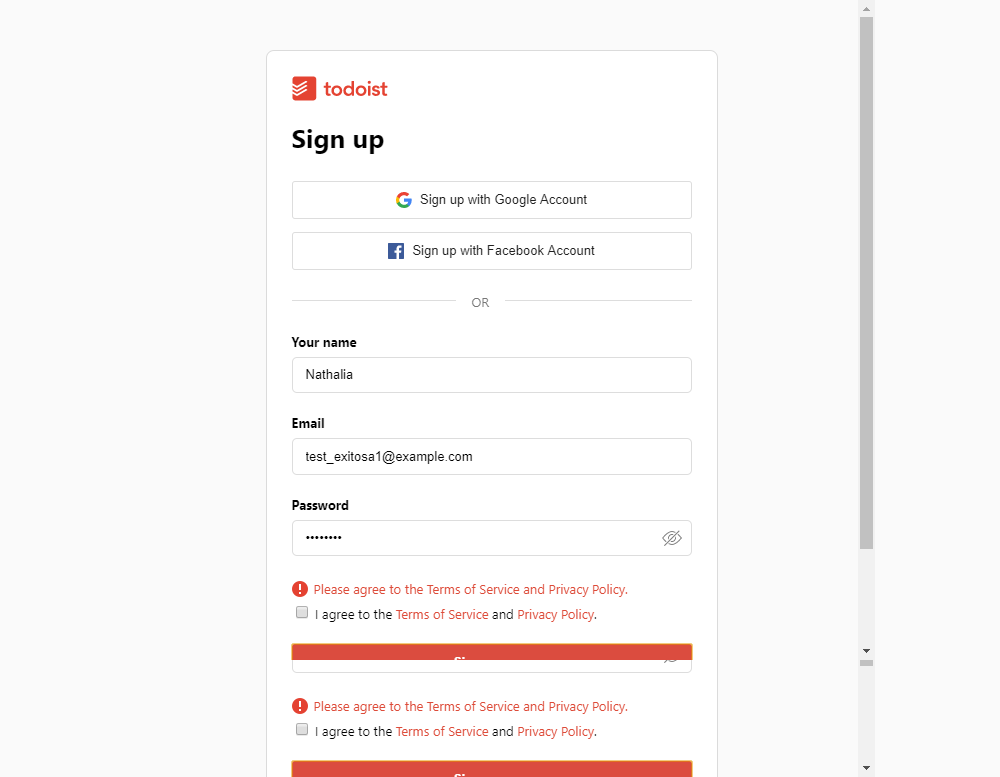 todoist
Sign up
Sign up with Google Account
Sign up with Facebook Account
OR
Your name
Nathalia
Email
test_exitosa1@example.com
Password
••••••••
Please agree to the Terms of Service and Privacy Policy.
I agree to the Terms of Service and Privacy Policy.
Please agree to the Terms of Service and Privacy Policy.
I agree to the Terms of Service and Privacy Policy.